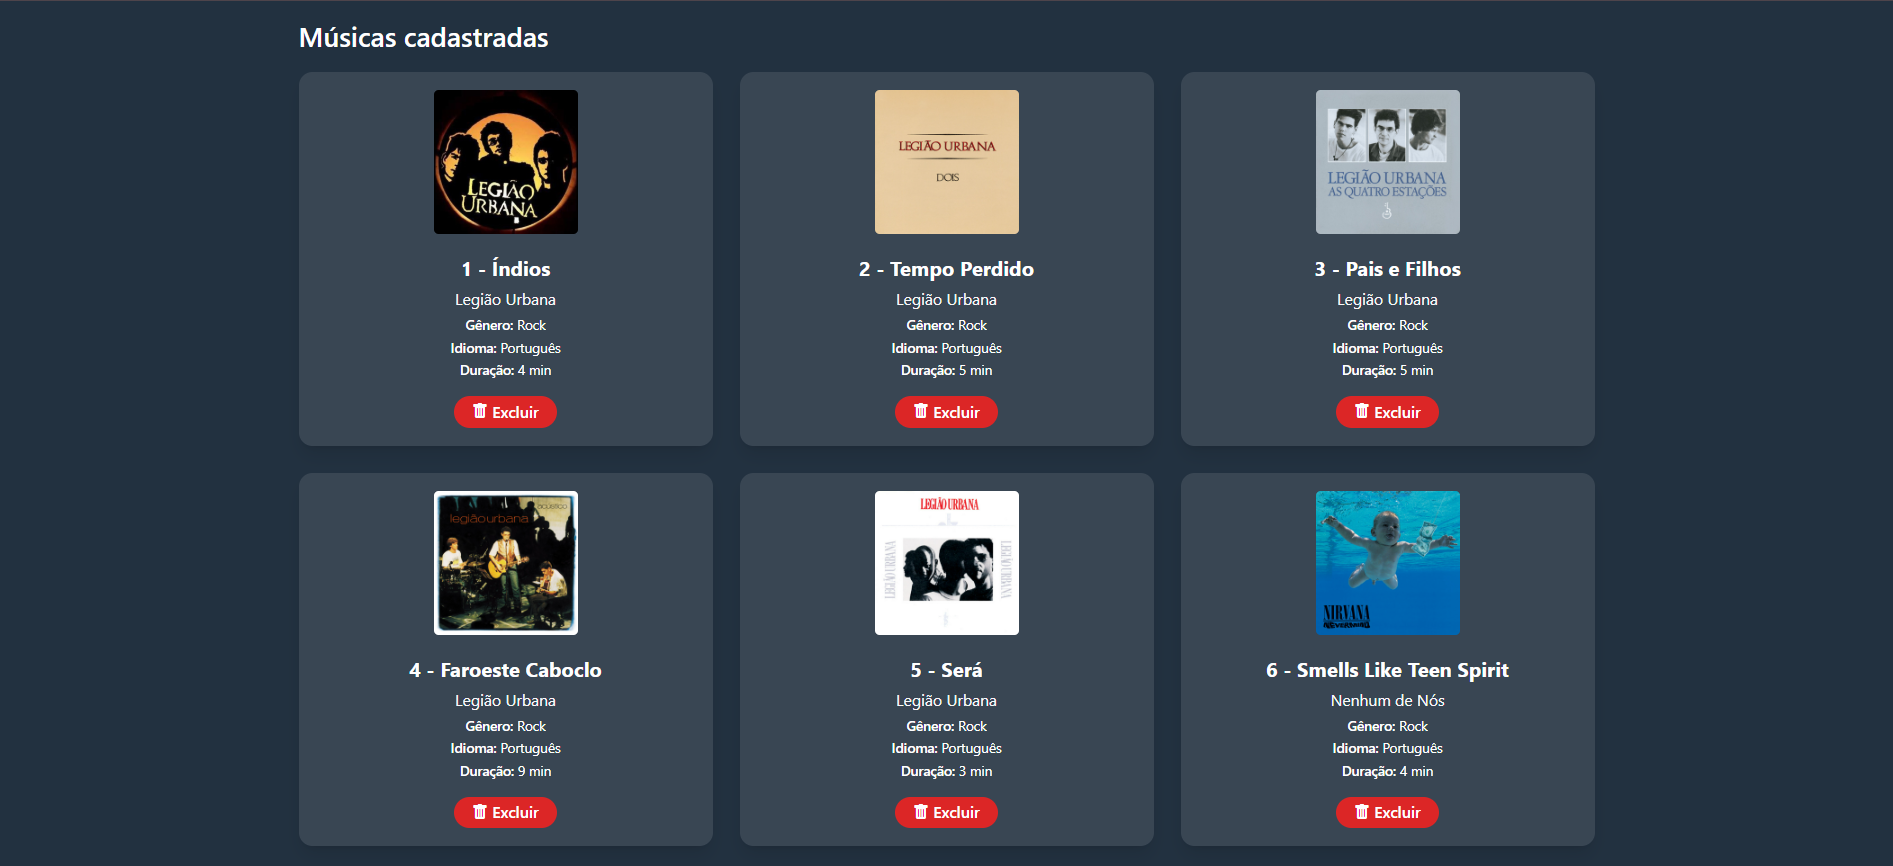 Músicas cadastradas
LEGIÃO
URBANA
1 - Índios
Legião Urbana
Gênero: Rock
Idioma: Português
Duração: 4 min
Excluir
LEGIÃO URBANA
DOIS
2 - Tempo Perdido
Legião Urbana
Gênero: Rock
Idioma: Português
Duração: 5 min
Excluir
LEGIÃO URBANA
AS QUATRO ESTAÇÕES
3 - Pais e Filhos
Legião Urbana
Gênero: Rock
Idioma: Português
Duração: 5 min
Excluir
acústico
legião urbana
4 - Faroeste Caboclo
Legião Urbana
Gênero: Rock
Idioma: Português
Duração: 9 min
Excluir
LEGIÃO URBANA
LEGIÃO URBANA
LEGIÃO URBANA
5 - Será
Legião Urbana
Gênero: Rock
Idioma: Português
Duração: 3 min
Excluir
NIRVANA
NEVERMIND
6 - Smells Like Teen Spirit
Nenhum de Nós
Gênero: Rock
Idioma: Português
Duração: 4 min
Excluir